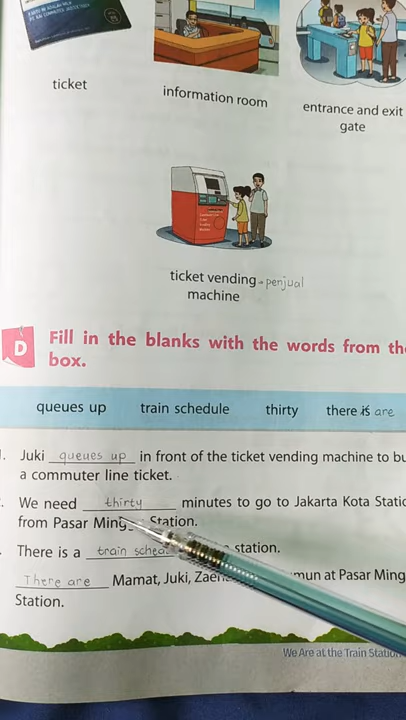 ticket
information room
entrance and exit
gate
ticket vending - penjual
machine
D
Fill in the blanks with the words from the
box.
queues up train schedule thirty there is are
Juki queues up in front of the ticket vending machine to bu
a commuter line ticket.
We need thirty minutes to go to Jakarta Kota Static
from Pasar Ming Station.
There is a train sched station.
There are Mamat, Juki, Zaen mun at Pasar Ming
Station.
We Are at the Train Station